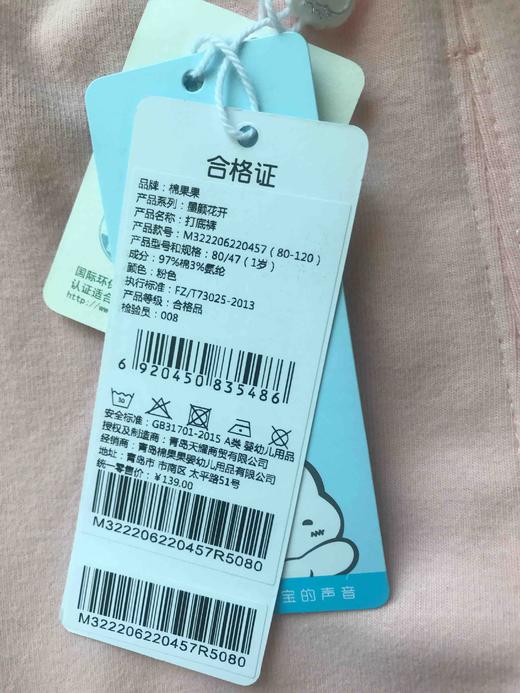 合格证
品牌：棉果果
产品系列：墨颜花开
产品名称：打底裤
产品款号：M322206220457（80-120）
产品型号和规格：80/47（1岁）
成分：97%棉3%氨纶
颜色：粉色
执行标准：FZ/T73025-2013
产品等级：合格品
检验员：008
国际环保
认证适合
http://ww
6 920450 835486
30
安全标准：GB31701-2015 A类 婴幼儿用品
授权及制造商：青岛天耀商贸有限公司
经销商：青岛棉果果婴幼儿用品有限公司
地址：青岛市 市南区 太平路51号
统一零售价：￥139.00
M322206220457R5080
宝的声音
M322206220457R5080